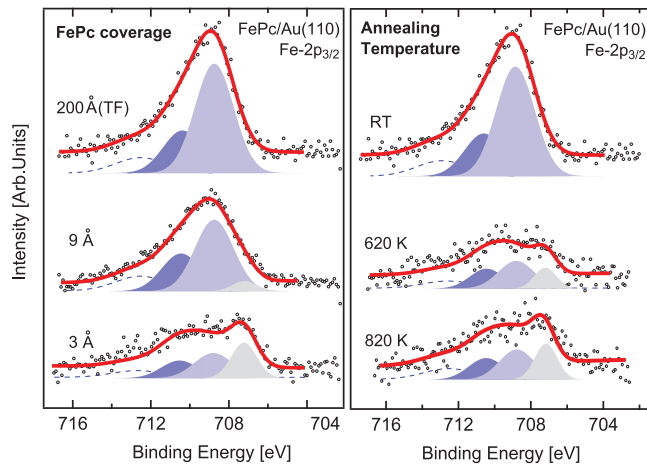 FePc coverage
FePc/Au(110)
Fe-2p3/2
200 Å(TF)
9 Å
3 Å
Intensity [Arb.Units]
716
712
708
704
Binding Energy [eV]
Annealing
Temperature
FePc/Au(110)
Fe-2p3/2
RT
620 K
820 K
716
712
708
704
Binding Energy [eV]